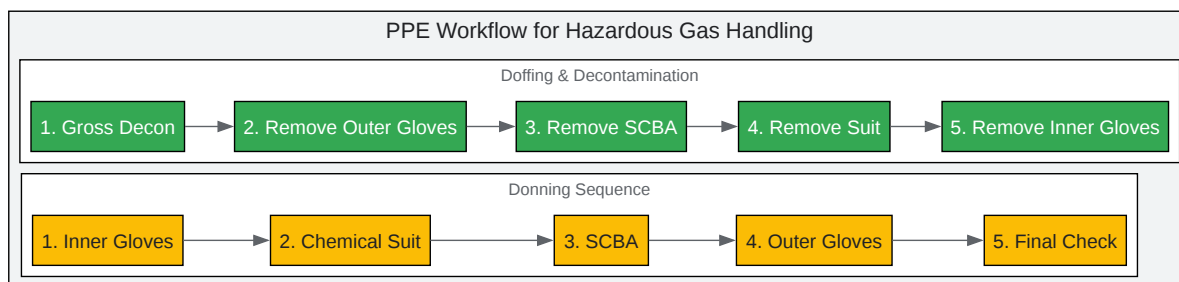 PPE Workflow for Hazardous Gas Handling
Doffing & Decontamination
1. Gross Decon
2. Remove Outer Gloves
3. Remove SCBA
4. Remove Suit
5. Remove Inner Gloves
Donning Sequence
1. Inner Gloves
2. Chemical Suit
3. SCBA
4. Outer Gloves
5. Final Check